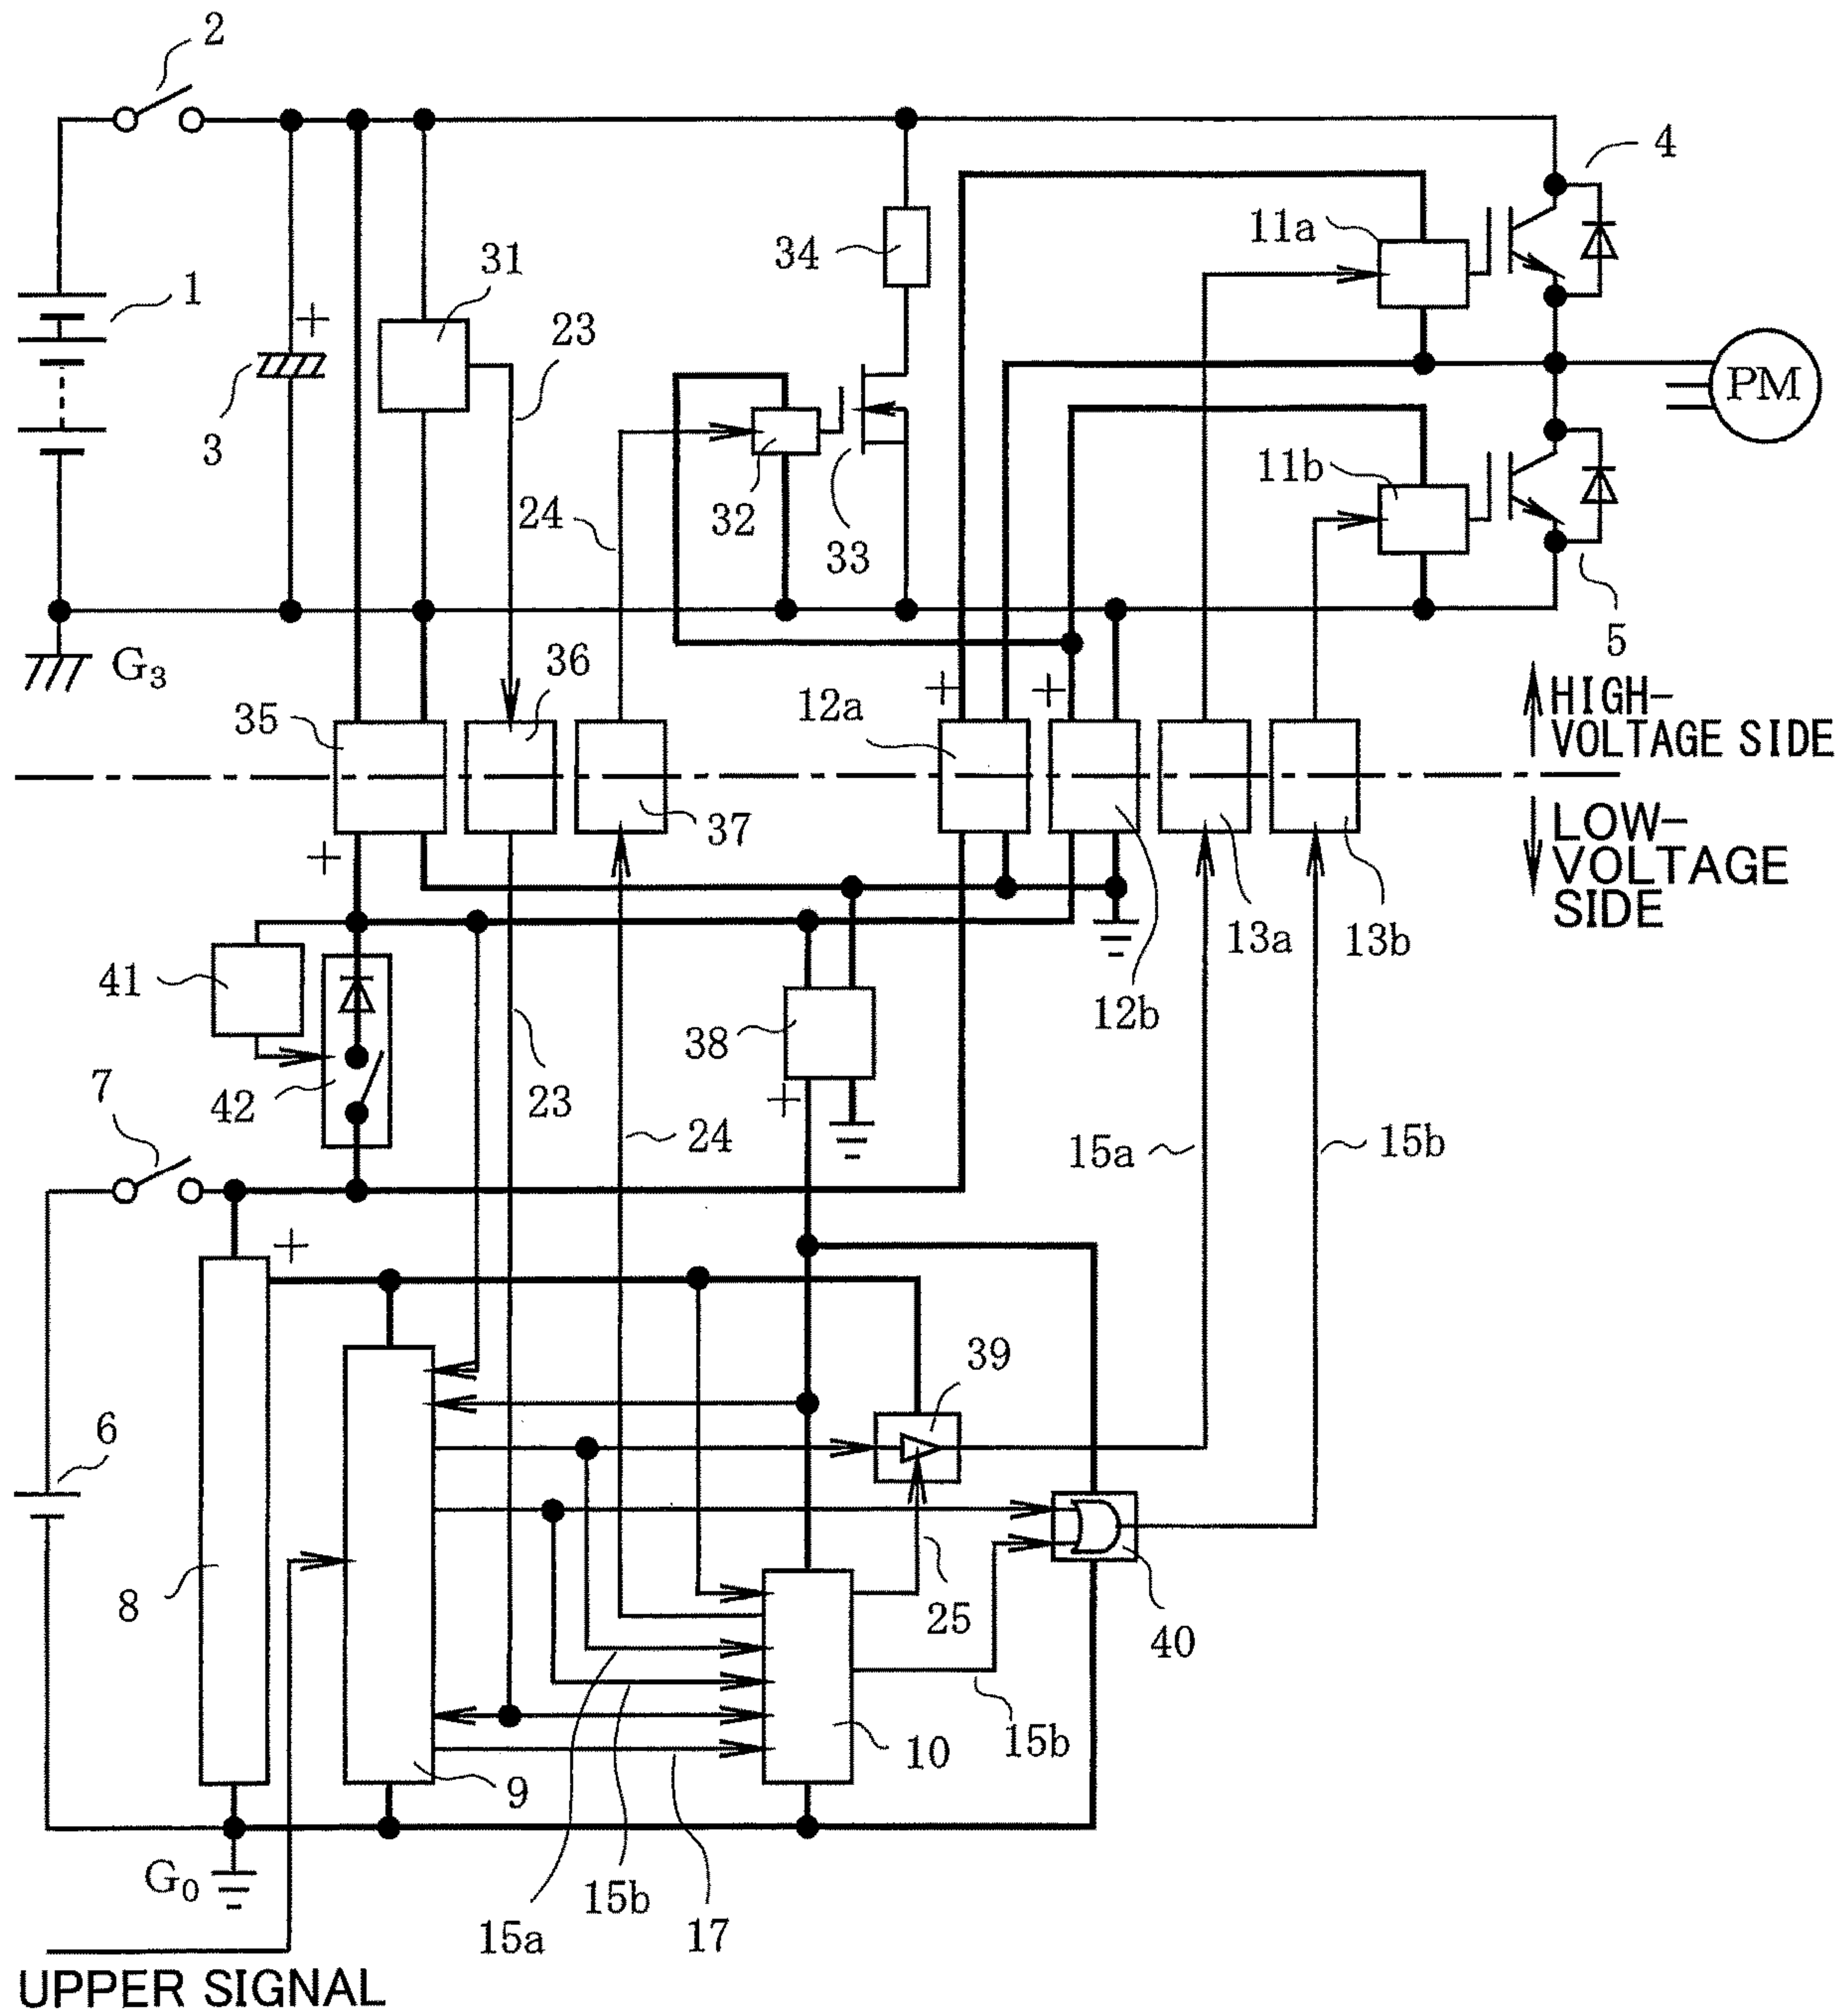 2
4
11a
34
31
1
23
+
3
PM
32
11b
24
33
5
G3
36
12a
+
+
35
HIGH-
VOLTAGE SIDE
37
+
LOW-
VOLTAGE
SIDE
13a
13b
41
12b
38
7
42
23
+
24
15a
15b
+
39
6
8
25
40
10
15b
9
G0
15b
15a
17
UPPER SIGNAL